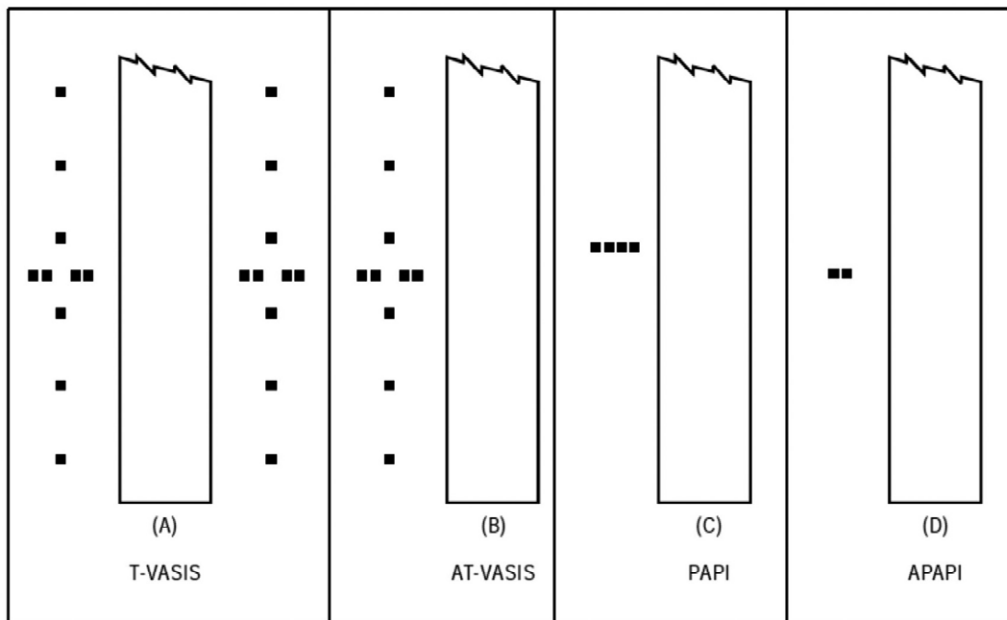 (A)
T-VASIS
(B)
AT-VASIS
(C)
PAPI
(D)
APAPI